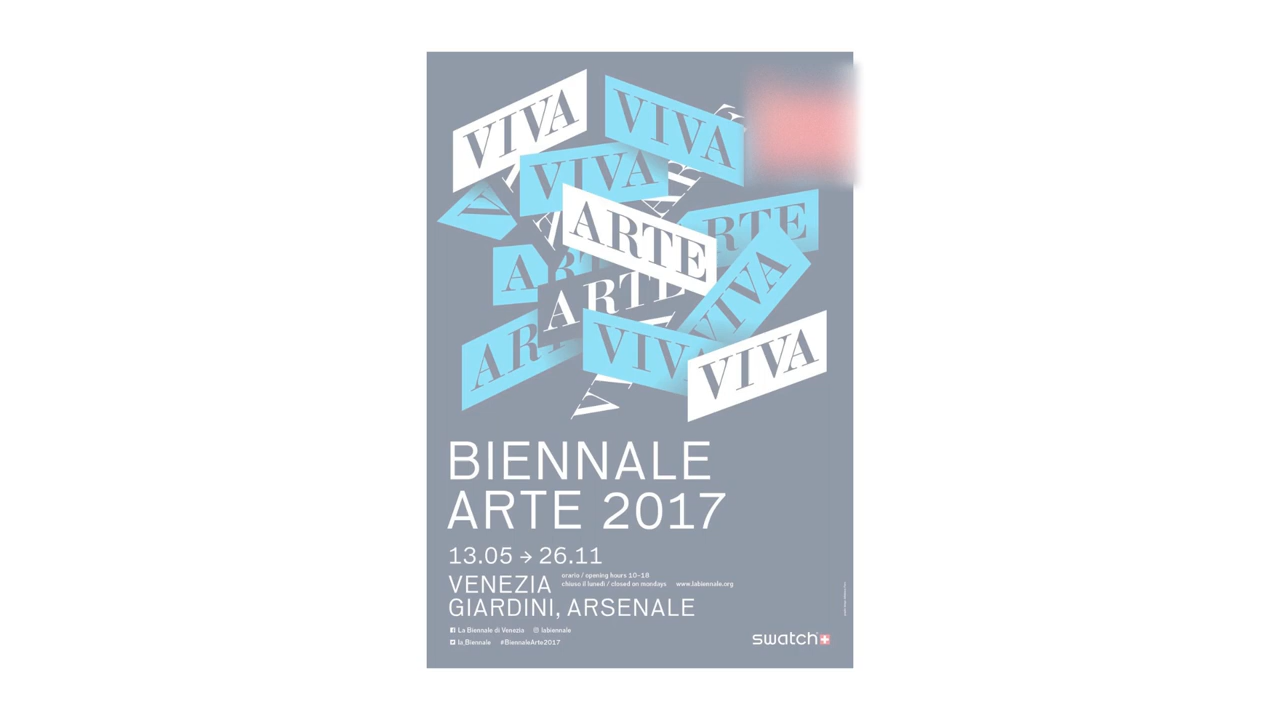 VIVA
VIVA
VIVA
ARTE
RTE
ARTE
VIVA
VIVA
VIVA
BIENNALE
ARTE 2017
13.05 → 26.11
VENEZIA
orario / opening hours 10–18
chiuso il lunedì / closed on mondays www.labiennale.org
GIARDINI, ARSENALE
La Biennale di Venezia labiennale
la_Biennale #BiennaleArte2017
swatch